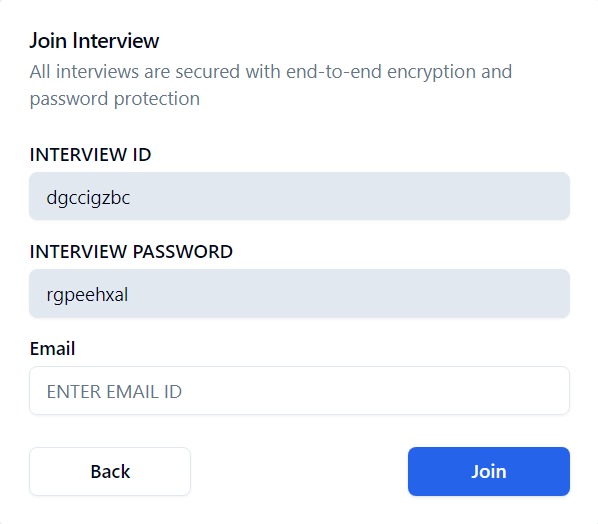 Join Interview
All interviews are secured with end-to-end encryption and
password protection
INTERVIEW ID
dgccigzbc
INTERVIEW PASSWORD
rgpeehxal
Email
ENTER EMAIL ID
Back
Join